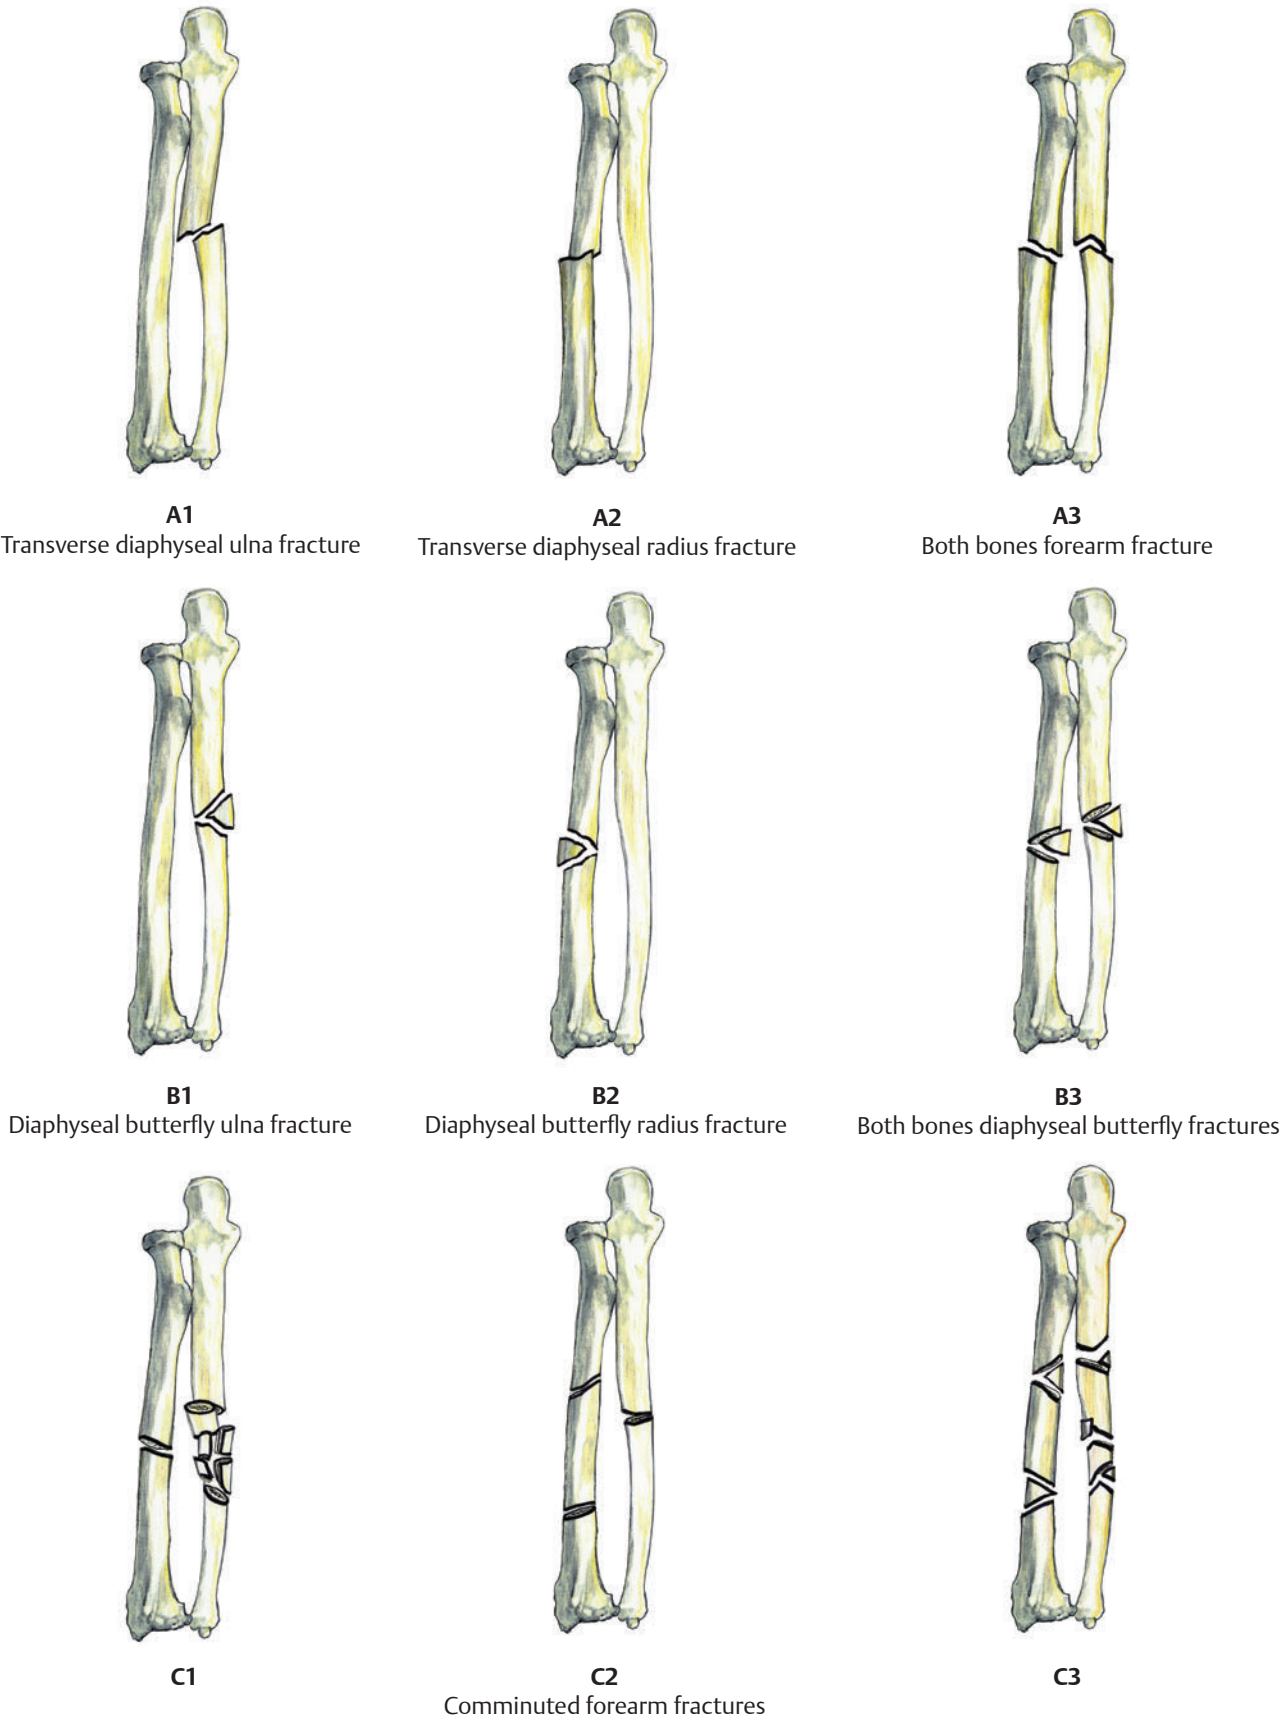 A1
Transverse diaphyseal ulna fracture
A2
Transverse diaphyseal radius fracture
A3
Both bones forearm fracture
B1
Diaphyseal butterfly ulna fracture
B2
Diaphyseal butterfly radius fracture
B3
Both bones diaphyseal butterfly fractures
C1
C2
Comminuted forearm fractures
C3